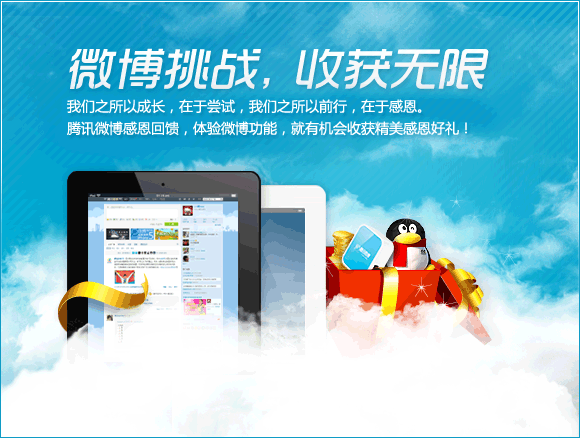 微博挑战，收获无限
我们之所以成长，在于尝试，我们之所以前行，在于感恩。
腾讯微博感恩回馈，体验微博功能，就有机会收获精美感恩好礼！